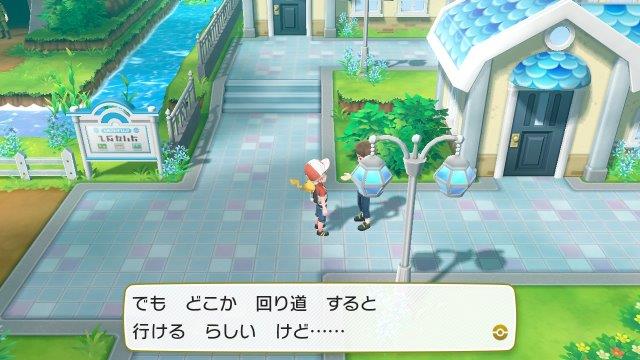 でも　どこか　回り道　すると
行ける　らしい　けど……